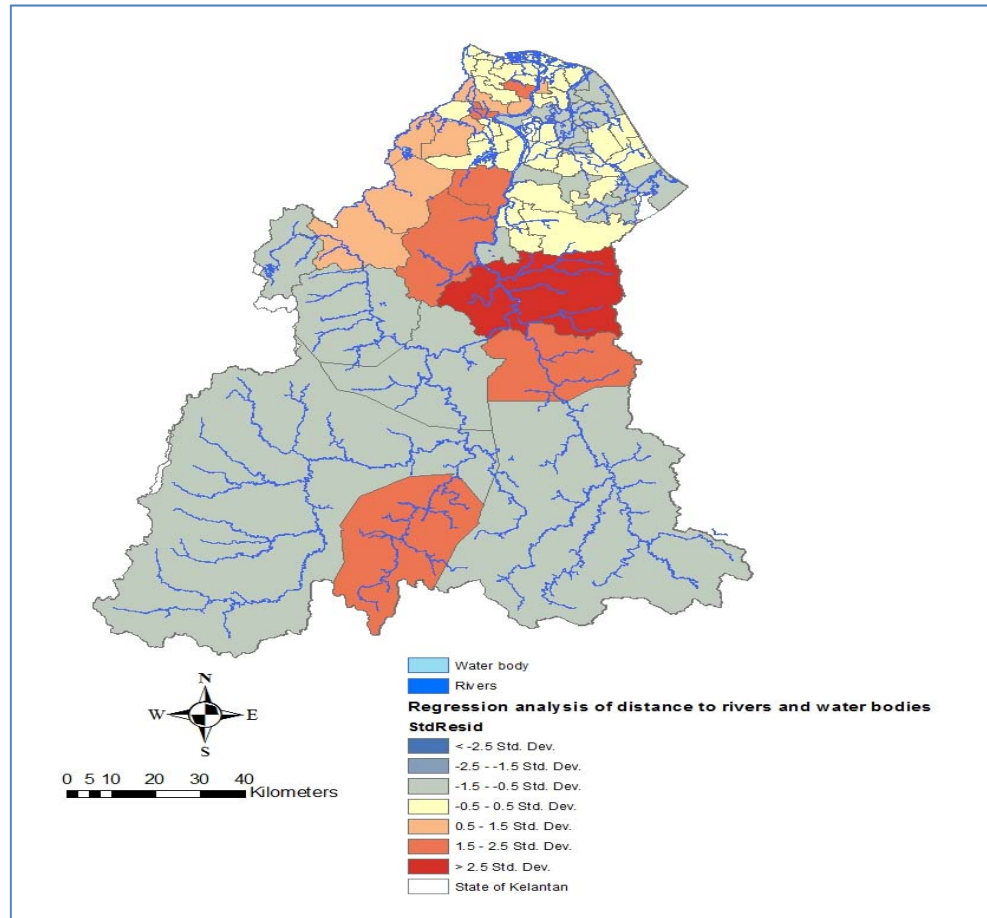 Water body
Rivers
Regression analysis of distance to rivers and water bodies
StdResid
< -2.5 Std. Dev.
-2.5 - -1.5 Std. Dev.
-1.5 - -0.5 Std. Dev.
-0.5 - 0.5 Std. Dev.
0.5 - 1.5 Std. Dev.
1.5 - 2.5 Std. Dev.
> 2.5 Std. Dev.
State of Kelantan
N
W E
S
0 5 10 20 30 40
Kilometers